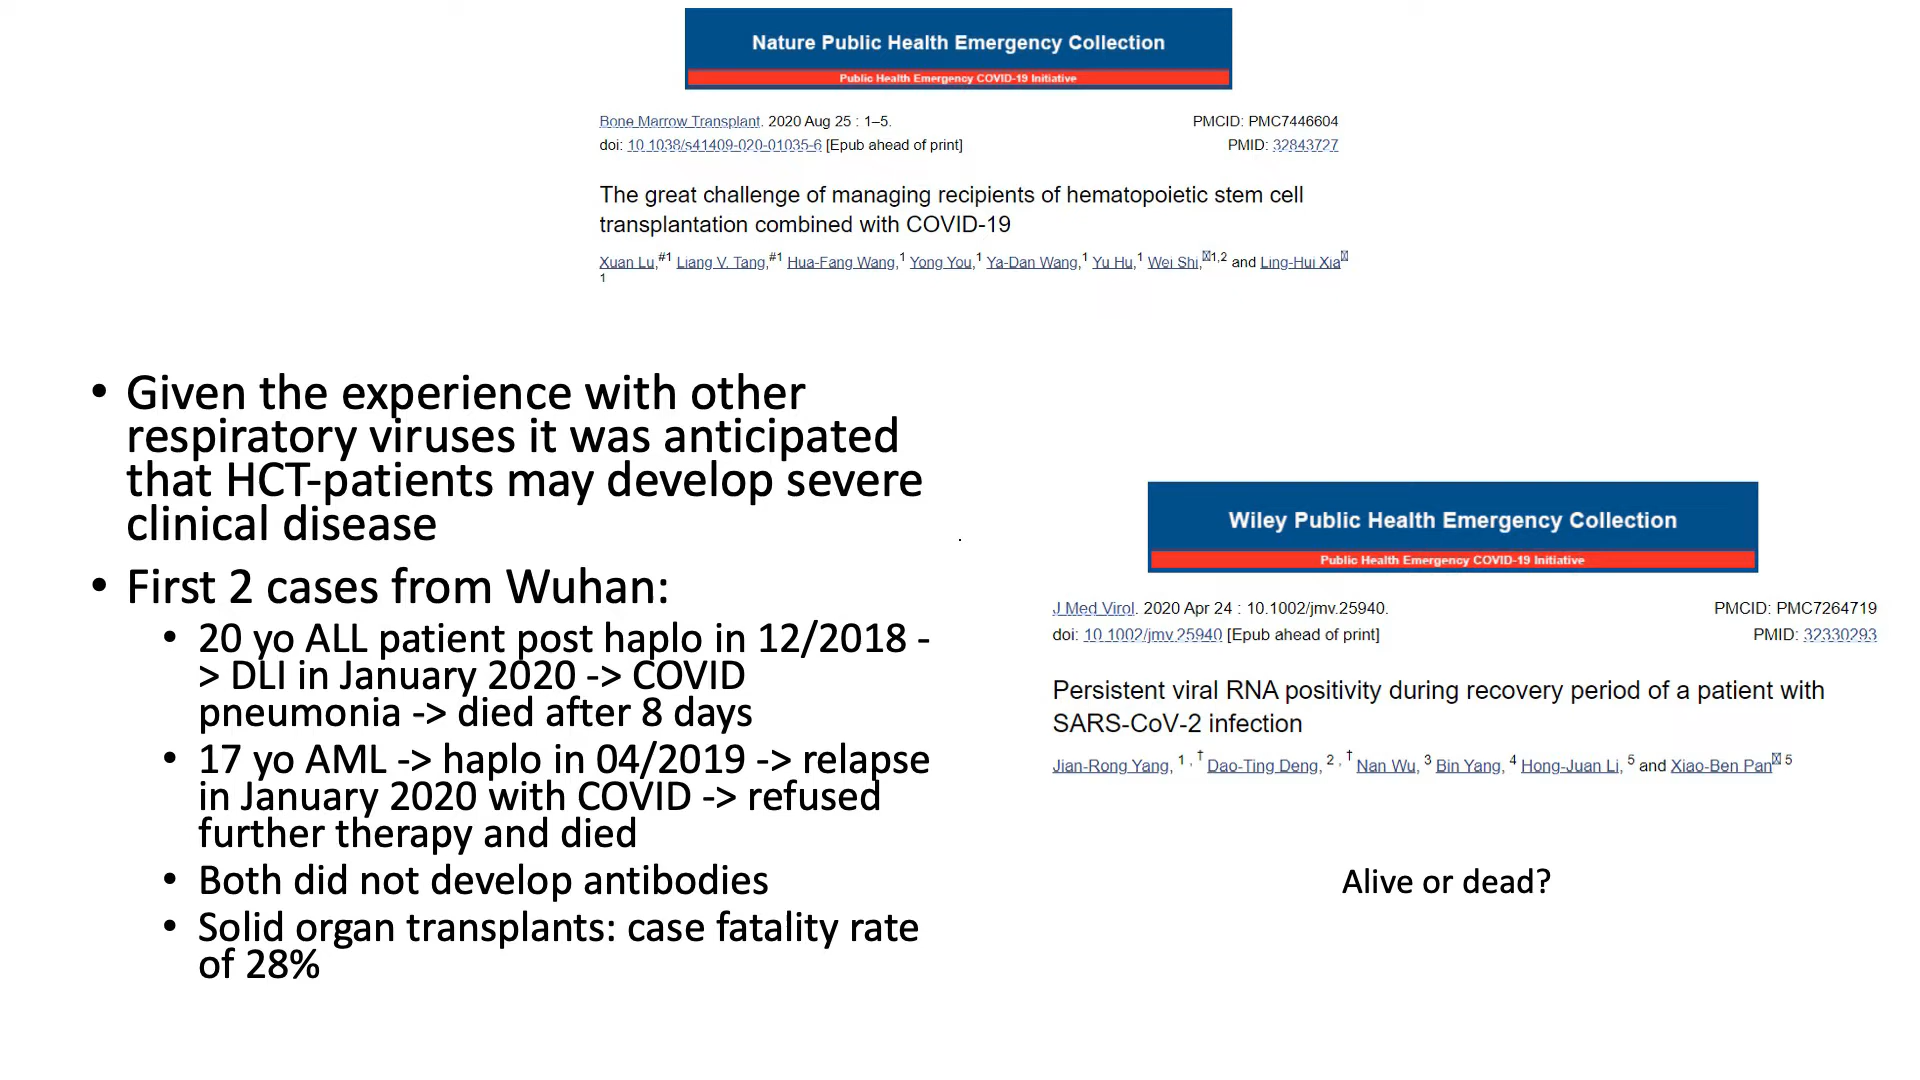 Nature Public Health Emergency Collection
Public Health Emergency COVID-19 Initiative
Bone Marrow Transplant. 2020 Aug 25 : 1–5.
PMCID: PMC7446604
doi: 10.1038/s41409-020-01035-6 [Epub ahead of print]
PMID: 32843727
The great challenge of managing recipients of hematopoietic stem cell
transplantation combined with COVID-19
Xuan Lu,#1 Liang V. Tang,#1 Hua-Fang Wang,1 Yong You,1 Ya-Dan Wang,1 Yu Hu,1 Wei Shi,1,2 and Ling-Hui Xia
1
• Given the experience with other
respiratory viruses it was anticipated
that HCT-patients may develop severe
clinical disease
• First 2 cases from Wuhan:
• 20 yo ALL patient post haplo in 12/2018 -
> DLI in January 2020 -> COVID
pneumonia -> died after 8 days
• 17 yo AML -> haplo in 04/2019 -> relapse
in January 2020 with COVID -> refused
further therapy and died
• Both did not develop antibodies
• Solid organ transplants: case fatality rate
of 28%
Wiley Public Health Emergency Collection
Public Health Emergency COVID-19 Initiative
J Med Virol. 2020 Apr 24 : 10.1002/jmv.25940.
PMCID: PMC7264719
doi: 10.1002/jmv.25940 [Epub ahead of print]
PMID: 32330293
Persistent viral RNA positivity during recovery period of a patient with
SARS-CoV-2 infection
Jian-Rong Yang, 1 , † Dao-Ting Deng, 2 , † Nan Wu, 3 Bin Yang, 4 Hong-Juan Li, 5 and Xiao-Ben Pan 5
Alive or dead?